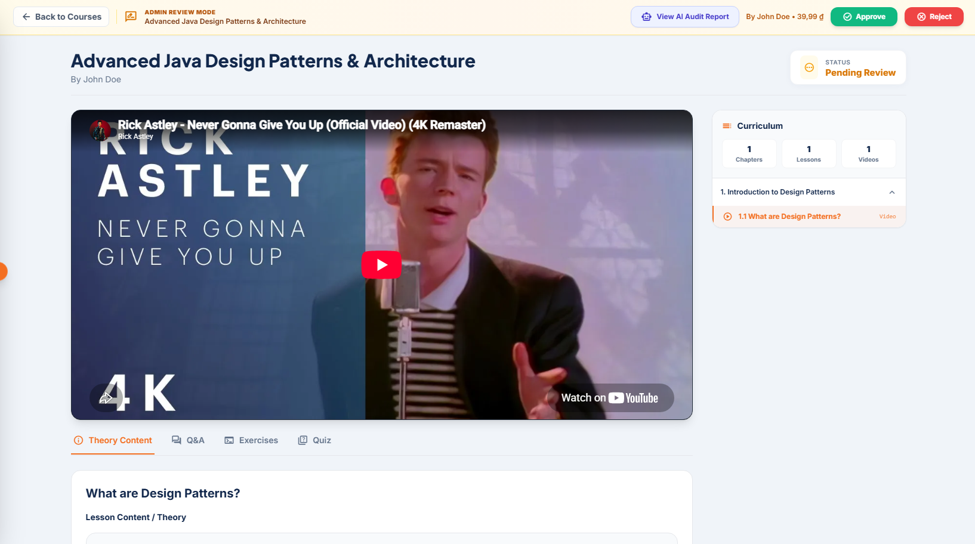 Back to Courses
ADMIN REVIEW MODE
Advanced Java Design Patterns & Architecture
View AI Audit Report
By John Doe • 39,99 ₫
Approve
Reject
Advanced Java Design Patterns & Architecture
By John Doe
STATUS
Pending Review
Rick Astley - Never Gonna Give You Up (Official Video) (4K Remaster)
Rick Astley
RICK
ASTLEY
NEVER GONNA
GIVE YOU UP
4K
Watch on YouTube
Curriculum
1
Chapters
1
Lessons
1
Videos
1. Introduction to Design Patterns
1.1 What are Design Patterns?
Video
Theory Content
Q&A
Exercises
Quiz
What are Design Patterns?
Lesson Content / Theory